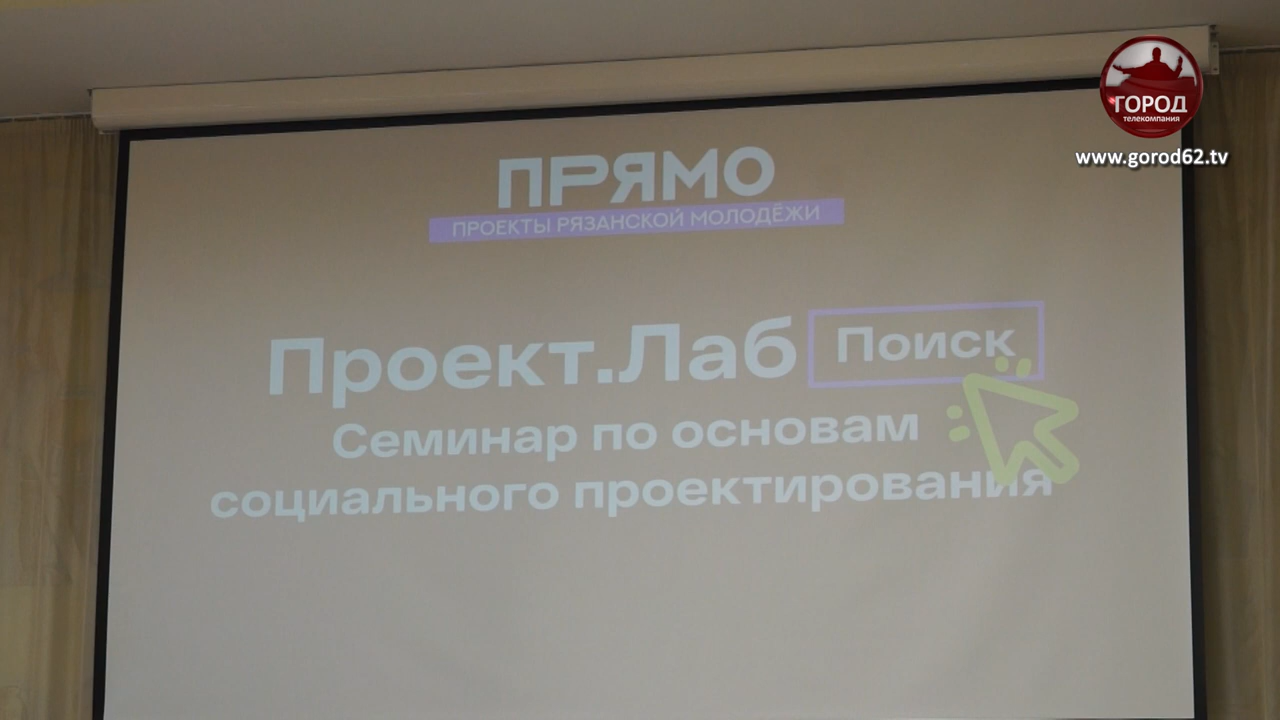 ГОРОД
телекомпания
www.gorod62.tv
ПРЯМО
ПРОЕКТЫ РЯЗАНСКОЙ МОЛОДЁЖИ
Проект.Лаб Поиск
Семинар по основам
социального проектирования